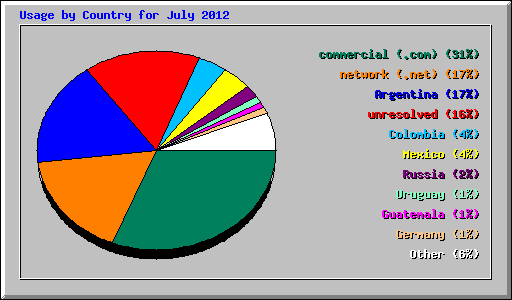 Usage by Country for July 2012
commercial (.com) (31%)
network (.net) (17%)
Argentina (17%)
unresolved (16%)
Colombia (4%)
Mexico (4%)
Russia (2%)
Uruguay (1%)
Guatemala (1%)
Germany (1%)
Other (6%)